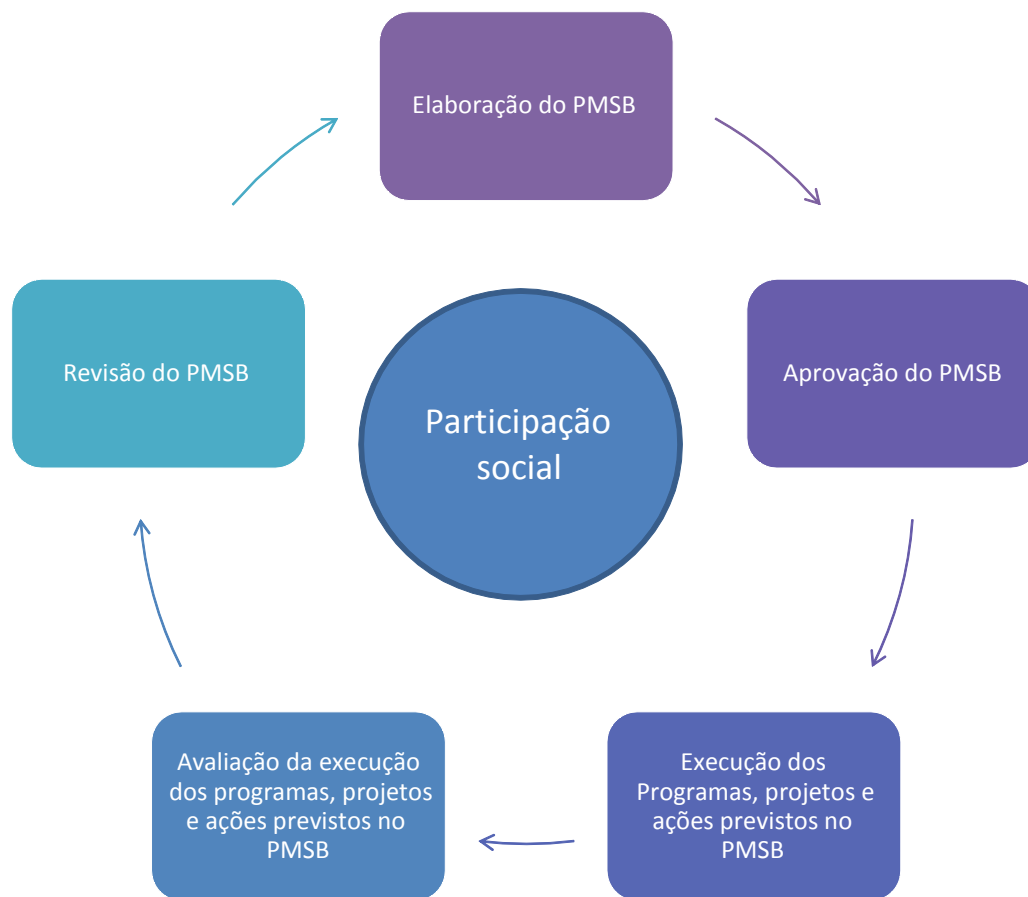 Elaboração do PMSB
Revisão do PMSB
Aprovação do PMSB
Participação
social
Avaliação da execução
dos programas, projetos
e ações previstos no
PMSB
Execução dos
Programas, projetos e
ações previstos no
PMSB